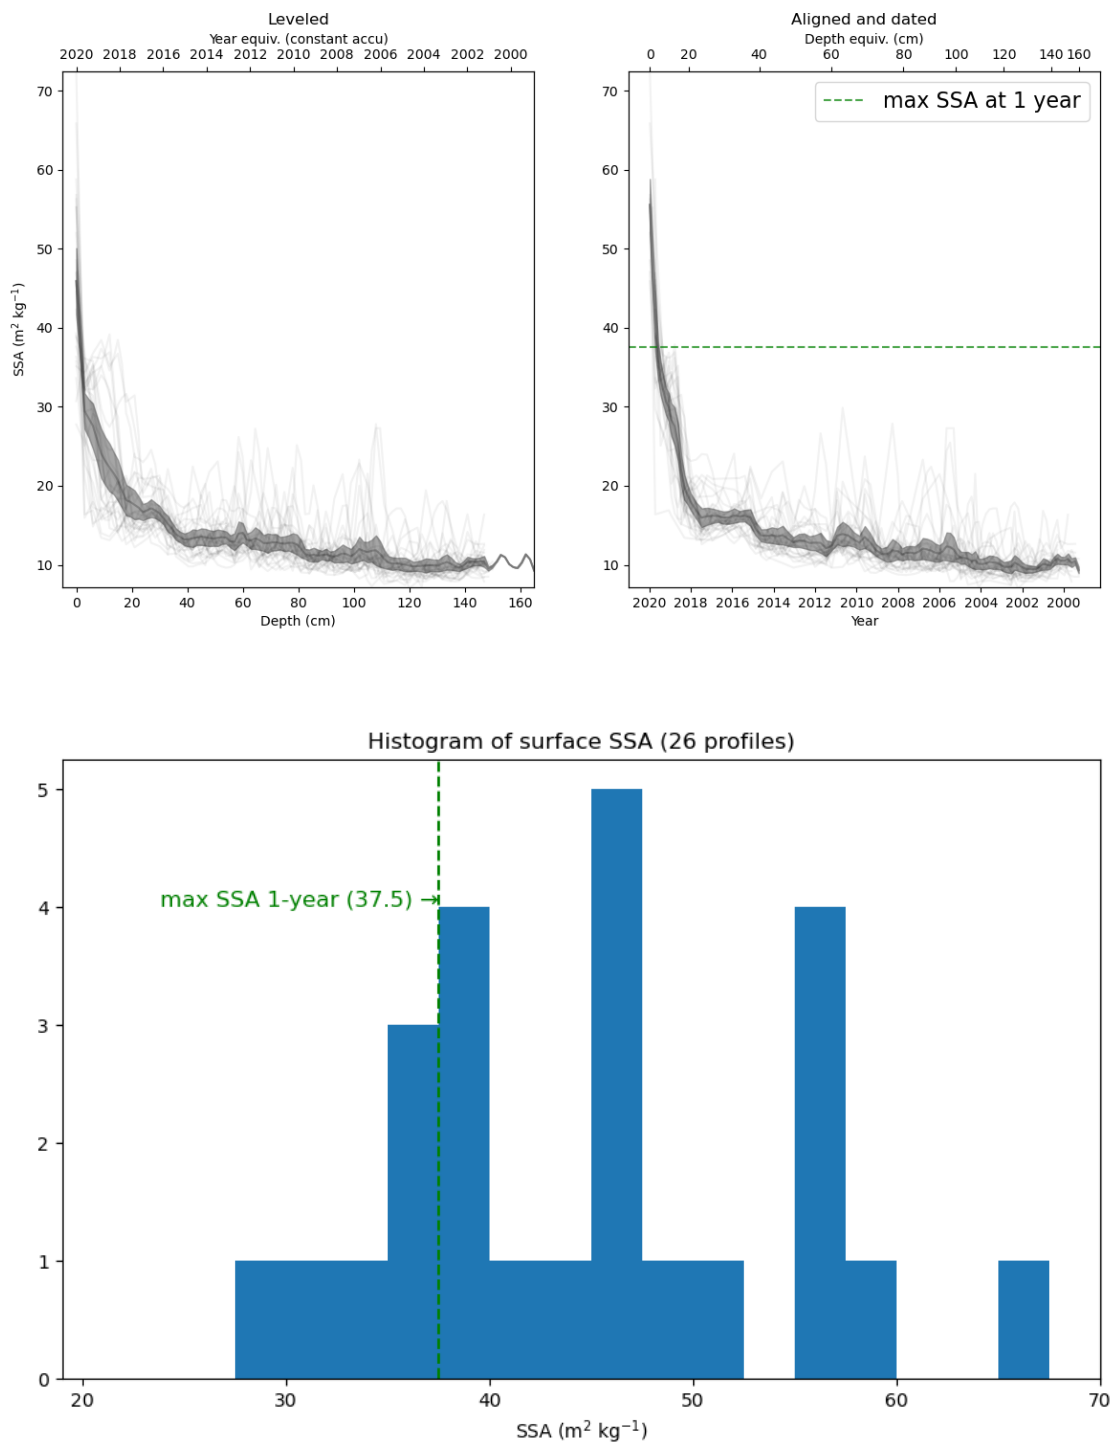 Leveled
Year equiv. (constant accu)
2020 2018 2016 2014 2012 2010 2008 2006 2004 2002 2000
70
60
50
40
30
20
10
SSA (m² kg⁻¹)
0 20 40 60 80 100 120 140 160
Depth (cm)
Aligned and dated
Depth equiv. (cm)
0 20 40 60 80 100 120 140 160
max SSA at 1 year
70
60
50
40
30
20
10
2020 2018 2016 2014 2012 2010 2008 2006 2004 2002 2000
Year
Histogram of surface SSA (26 profiles)
5
4
3
2
1
0
max SSA 1-year (37.5) →
20 30 40 50 60 70
SSA (m² kg⁻¹)